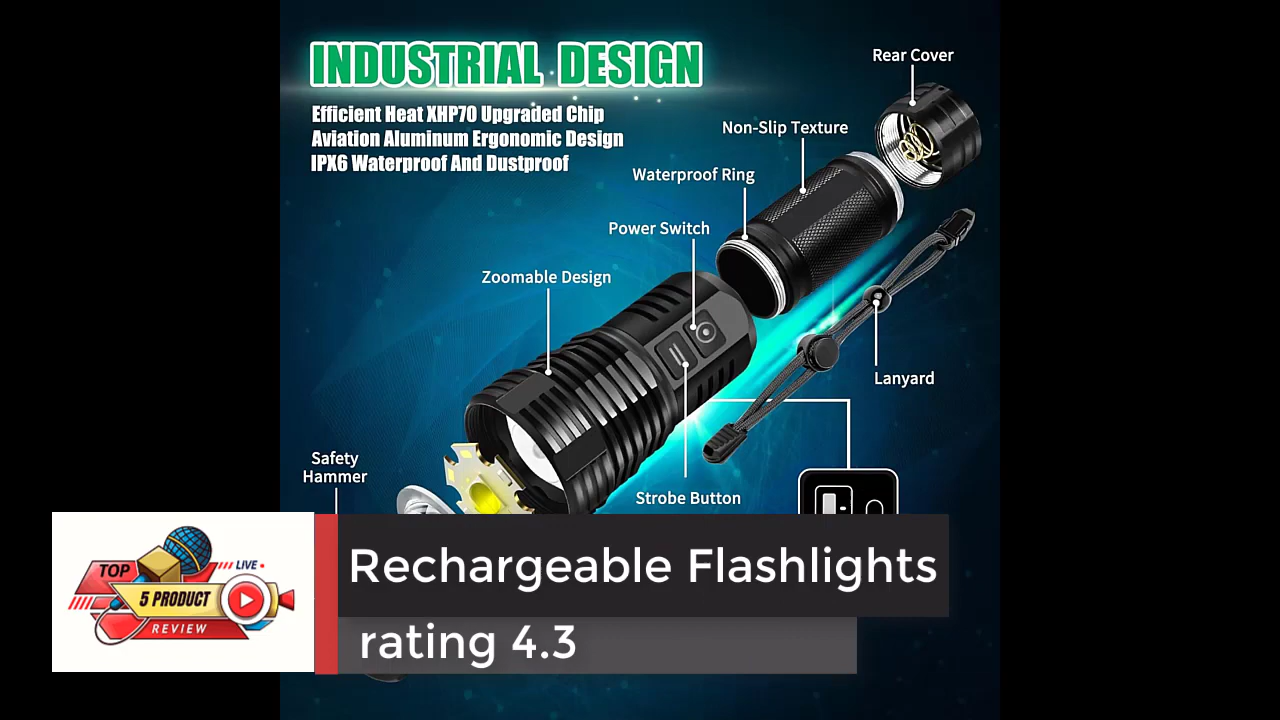 INDUSTRIAL DESIGN
Efficient Heat XHP70 Upgraded Chip
Aviation Aluminum Ergonomic Design
IPX6 Waterproof And Dustproof
Rear Cover
Non-Slip Texture
Waterproof Ring
Power Switch
Zoomable Design
Lanyard
Safety
Hammer
Strobe Button
TOP
LIVE
5 PRODUCT
REVIEW
Rechargeable Flashlights
rating 4.3